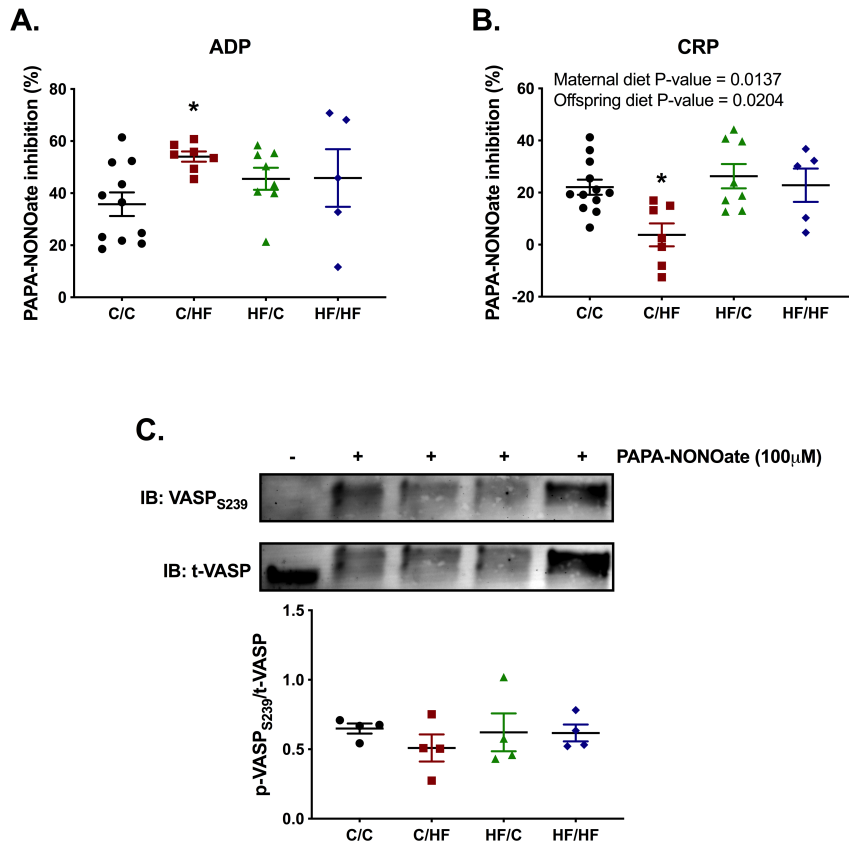 A.
ADP
PAPA-NONOate inhibition (%)
80
60
40
20
0
*
C/C
C/HF
HF/C
HF/HF
B.
CRP
PAPA-NONOate inhibition (%)
Maternal diet P-value = 0.0137
Offspring diet P-value = 0.0204
60
40
20
0
-20
*
C/C
C/HF
HF/C
HF/HF
C.
- + + + + PAPA-NONOate (100μM)
IB: VASPS239
IB: t-VASP
p-VASPS239/t-VASP
1.5
1.0
0.5
0.0
C/C
C/HF
HF/C
HF/HF